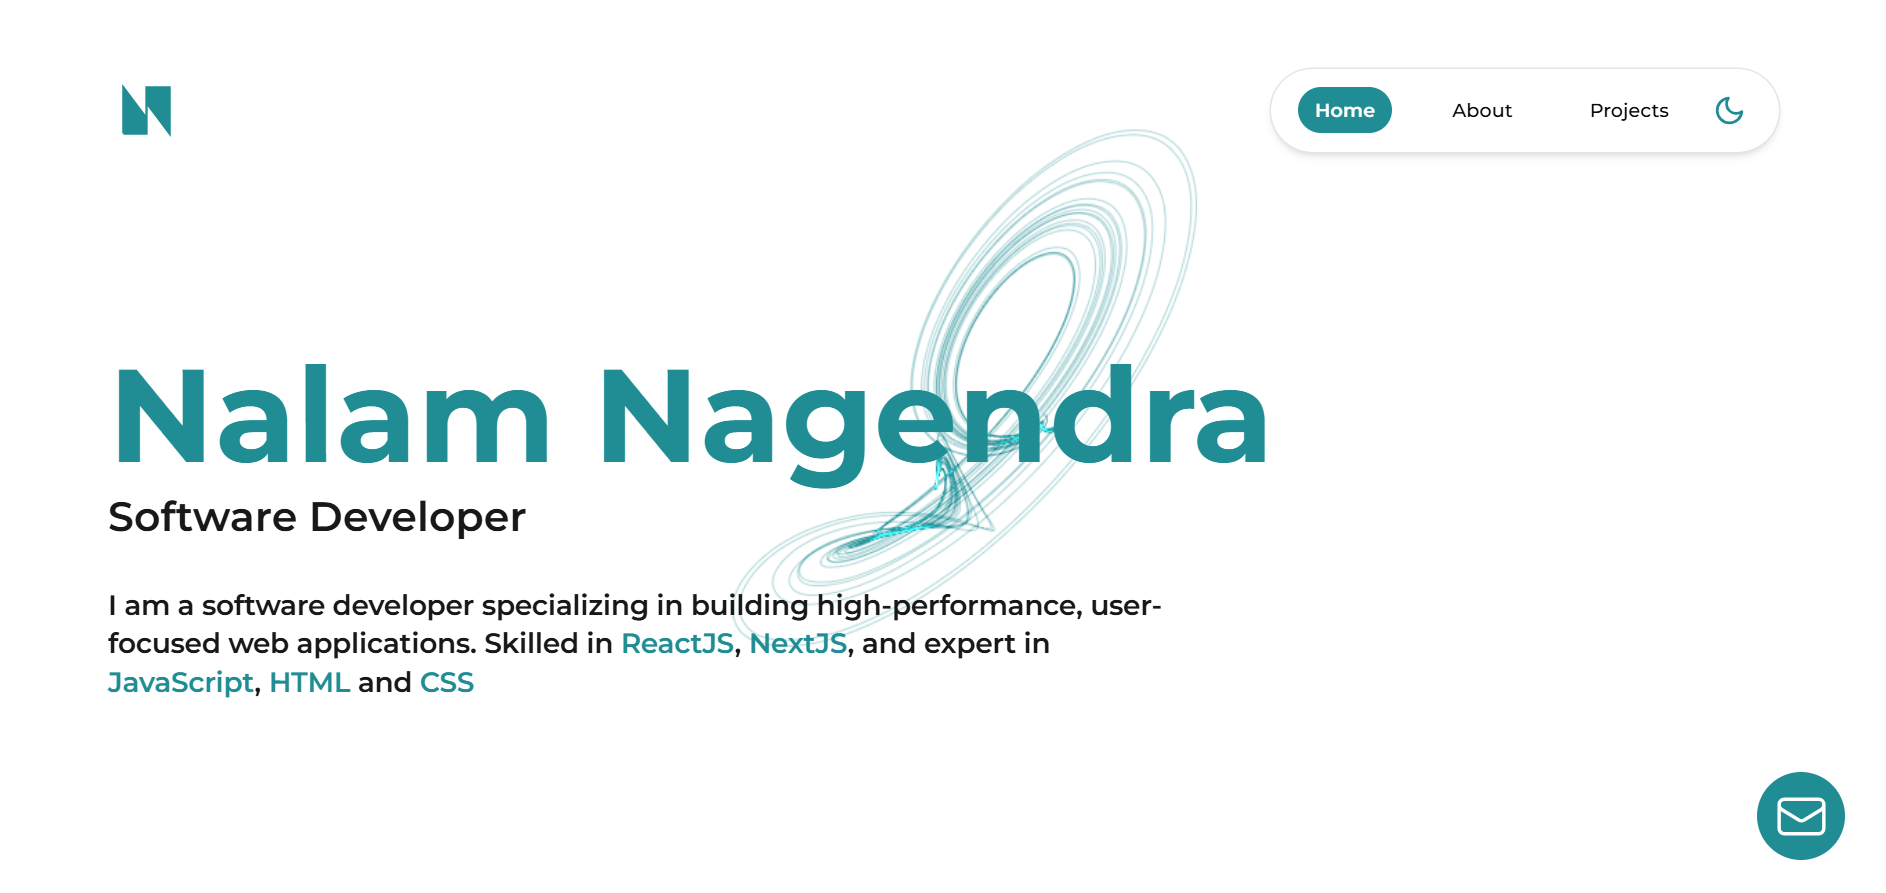 Home About Projects
Nalam Nagendra
Software Developer
I am a software developer specializing in building high-performance, user-
focused web applications. Skilled in ReactJS, NextJS, and expert in
JavaScript, HTML and CSS